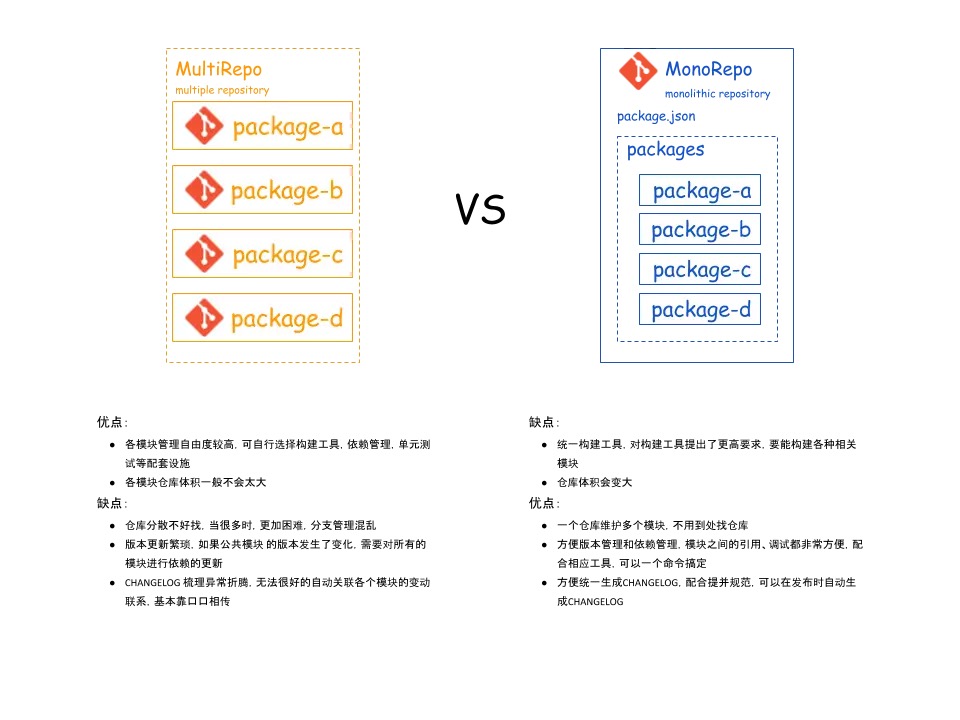 MultiRepo
multiple repository
package-a
package-b
package-c
package-d
VS
MonoRepo
monolithic repository
package.json
packages
package-a
package-b
package-c
package-d
优点：
● 各模块管理自由度较高, 可自行选择构建工具, 依赖管理, 单元测
试等配套设施
● 各模块仓库体积一般不会太大
缺点：
● 仓库分散不好找, 当很多时, 更加困难, 分支管理混乱
● 版本更新繁琐, 如果公共模块 的版本发生了变化, 需要对所有的
模块进行依赖的更新
● CHANGELOG 梳理异常折腾, 无法很好的自动关联各个模块的变动
联系, 基本靠口口相传
缺点：
● 统一构建工具, 对构建工具提出了更高要求, 要能构建各种相关
模块
● 仓库体积会变大
优点：
● 一个仓库维护多个模块, 不用到处找仓库
● 方便版本管理和依赖管理, 模块之间的引用、调试都非常方便, 配
合相应工具, 可以一个命令搞定
● 方便统一生成CHANGELOG, 配合提并规范, 可以在发布时自动生
成CHANGELOG